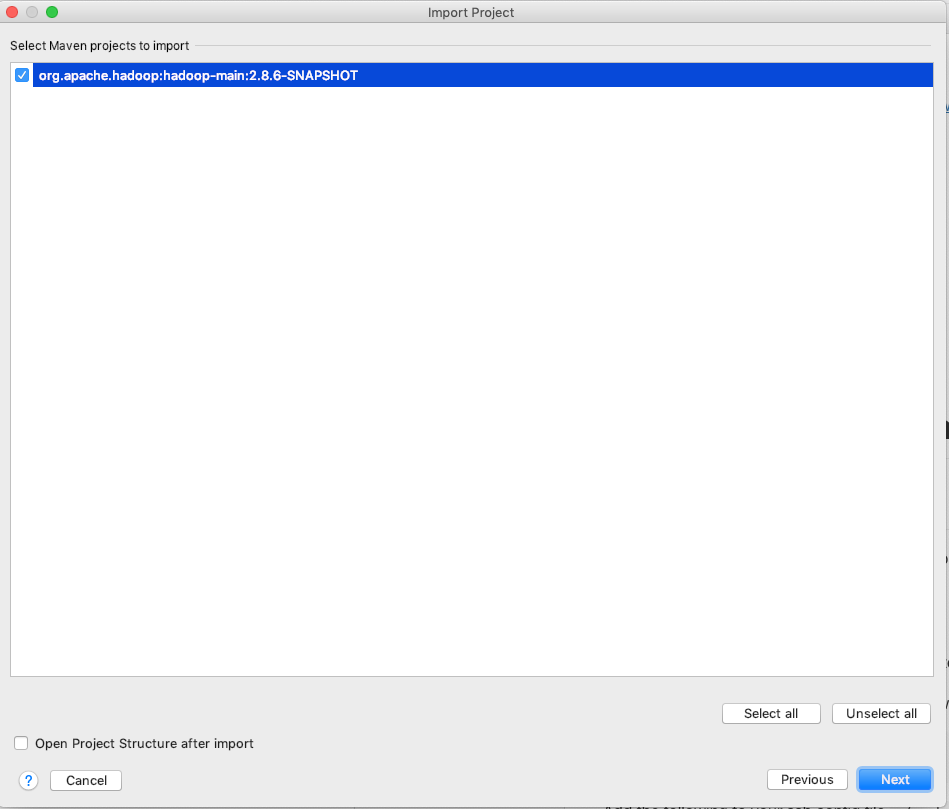 Import Project
Select Maven projects to import
org.apache.hadoop:hadoop-main:2.8.6-SNAPSHOT
Select all
Unselect all
Open Project Structure after import
?
Cancel
Previous
Next